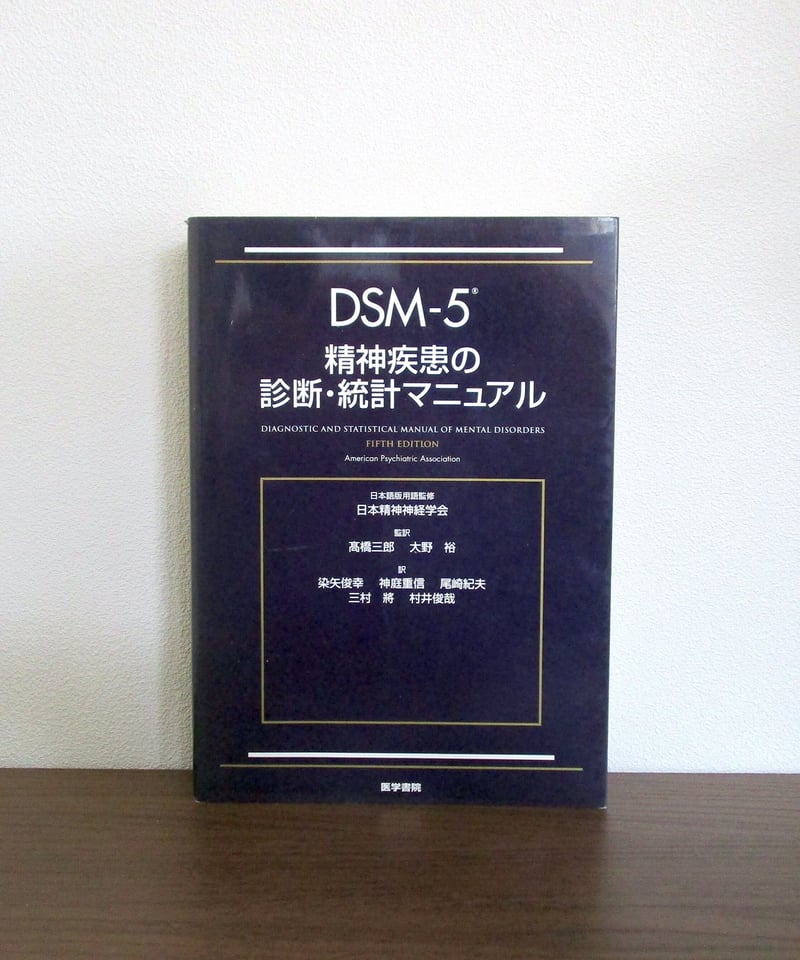 DSM-5®
精神疾患の
診断・統計マニュアル
DIAGNOSTIC AND STATISTICAL MANUAL OF MENTAL DISORDERS
FIFTH EDITION
American Psychiatric Association
日本語版用語監修
日本精神神経学会
監訳
髙橋三郎 大野 裕
訳
染矢俊幸 神庭重信 尾崎紀夫
三村 將 村井俊哉
医学書院